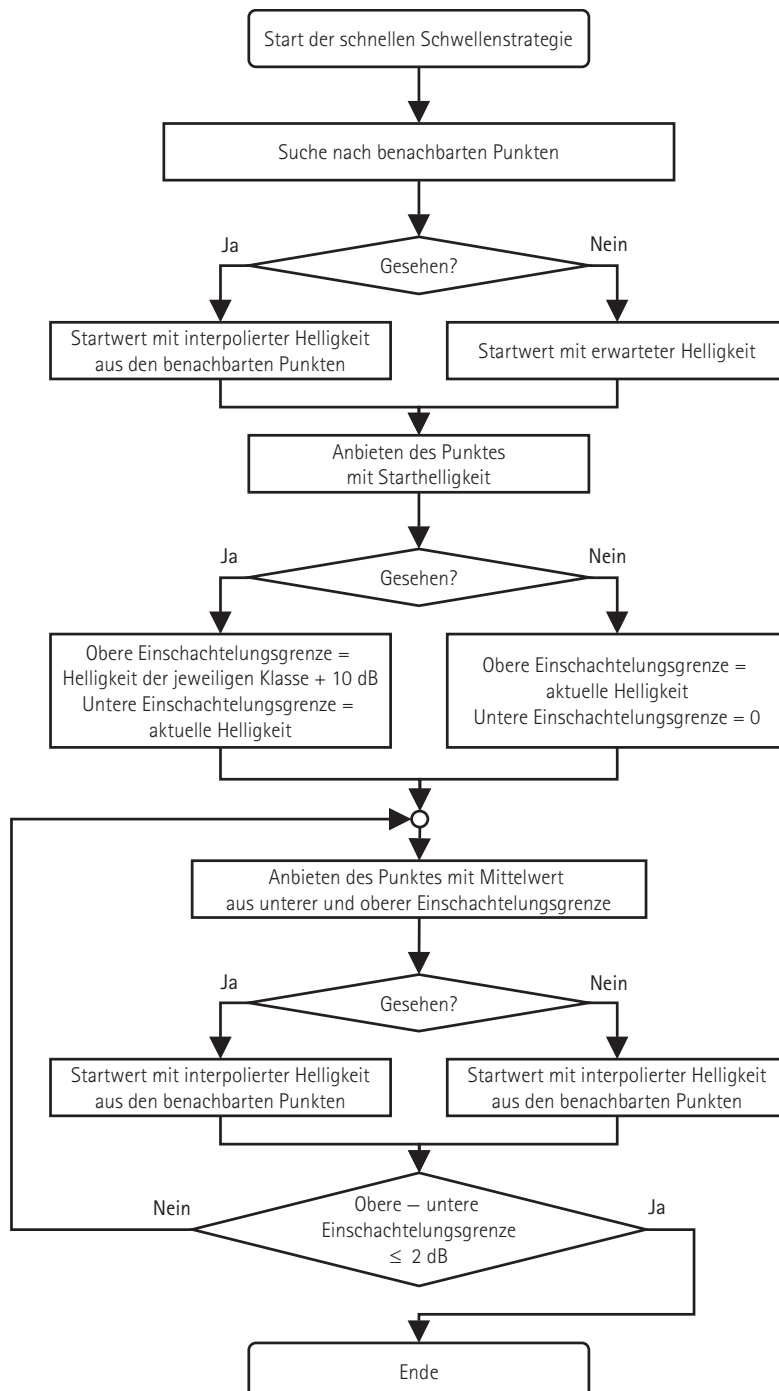 Start der schnellen Schwellenstrategie
Suche nach benachbarten Punkten
Ja
Nein
Gesehen?
Startwert mit interpolierter Helligkeit
aus den benachbarten Punkten
Startwert mit erwarteter Helligkeit
Anbieten des Punktes
mit Starthelligkeit
Ja
Nein
Gesehen?
Obere Einschachtelungsgrenze =
Helligkeit der jeweiligen Klasse + 10 dB
Untere Einschachtelungsgrenze =
aktuelle Helligkeit
Obere Einschachtelungsgrenze =
aktuelle Helligkeit
Untere Einschachtelungsgrenze = 0
Anbieten des Punktes mit Mittelwert
aus unterer und oberer Einschachtelungsgrenze
Ja
Nein
Gesehen?
Startwert mit interpolierter Helligkeit
aus den benachbarten Punkten
Startwert mit interpolierter Helligkeit
aus den benachbarten Punkten
Nein
Ja
Obere – untere
Einschachtelungsgrenze
≤ 2 dB
Ende